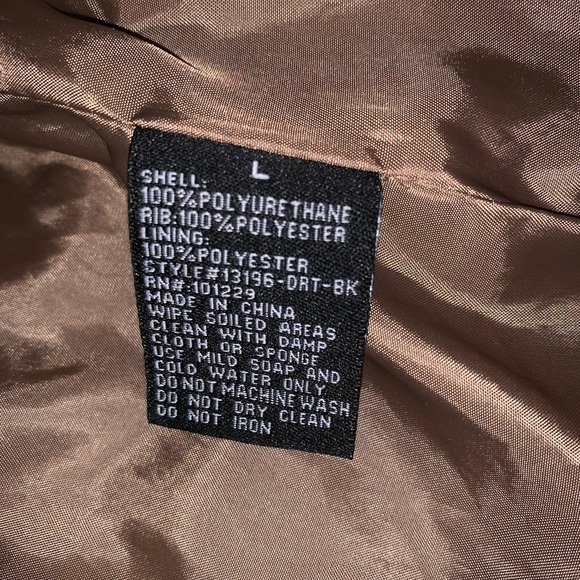 L
SHELL:
100%POLYURETHANE
RIB:100%POLYESTER
LINING:
100%POLYESTER
STYLE#13196-DRT-BK
RN#:101229
MADE IN CHINA
WIPE SOILED AREAS
CLEAN WITH DAMP
CLOTH OR SPONGE
USE MILD SOAP AND
COLD WATER ONLY
DO NOT MACHINE WASH
DO NOT DRY CLEAN
DO NOT IRON